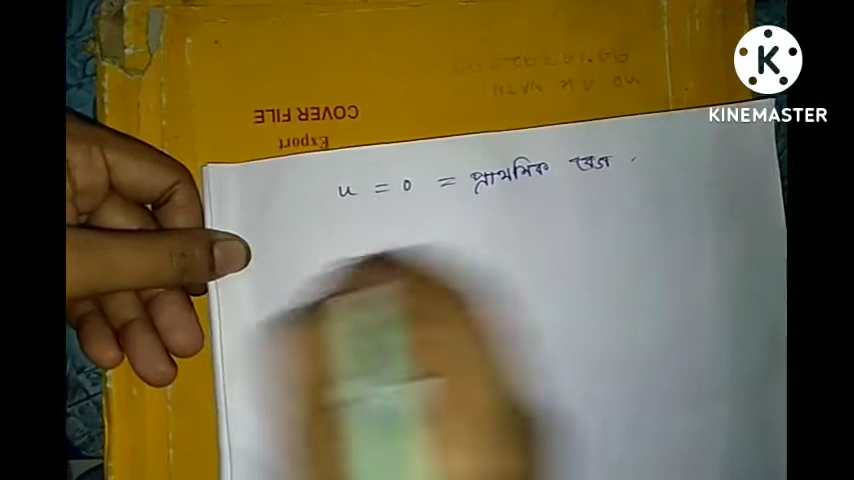 KINEMASTER
COVER FILE
Export
u = 0 = প্রাথমিক বেগ.